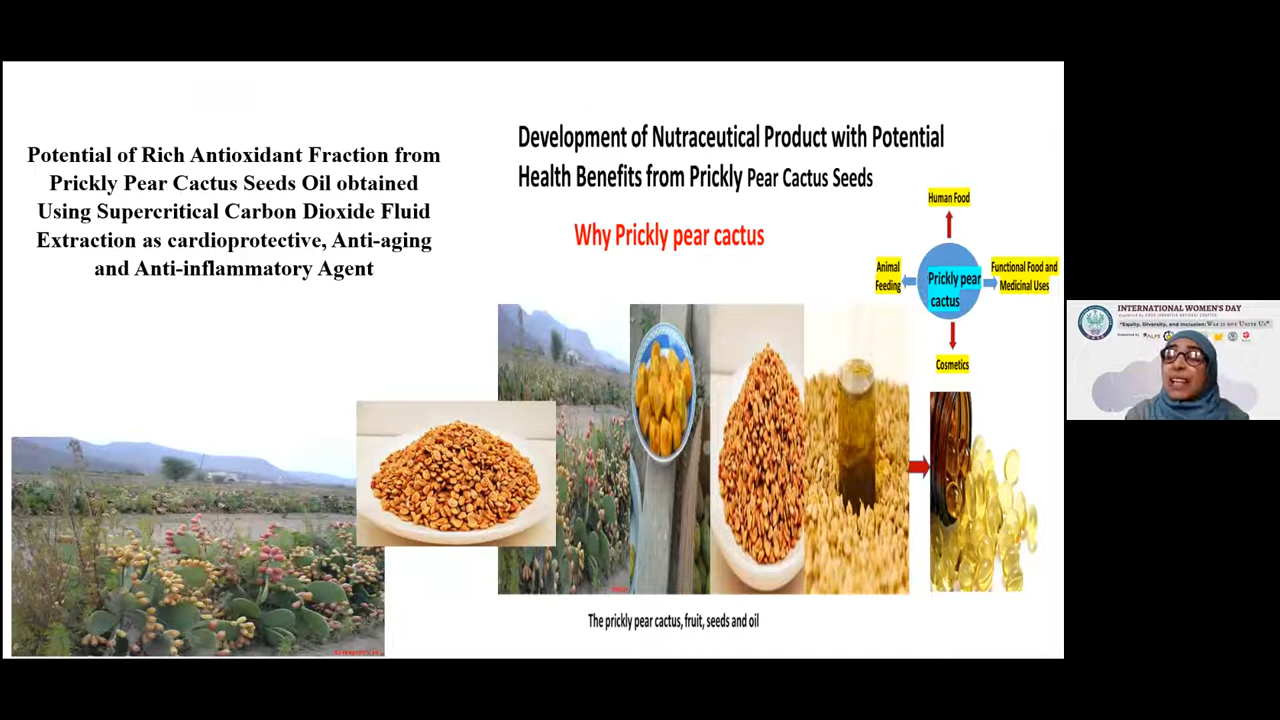 Potential of Rich Antioxidant Fraction from
Prickly Pear Cactus Seeds Oil obtained
Using Supercritical Carbon Dioxide Fluid
Extraction as cardioprotective, Anti-aging
and Anti-inflammatory Agent
Development of Nutraceutical Product with Potential
Health Benefits from Prickly Pear Cactus Seeds
Why Prickly pear cactus
Human Food
Animal
Feeding
Prickly pear
cactus
Functional Food and
Medicinal Uses
Cosmetics
The prickly pear cactus, fruit, seeds and oil
INTERNATIONAL WOMEN'S DAY
"Equity, Diversity, and Inclusion: